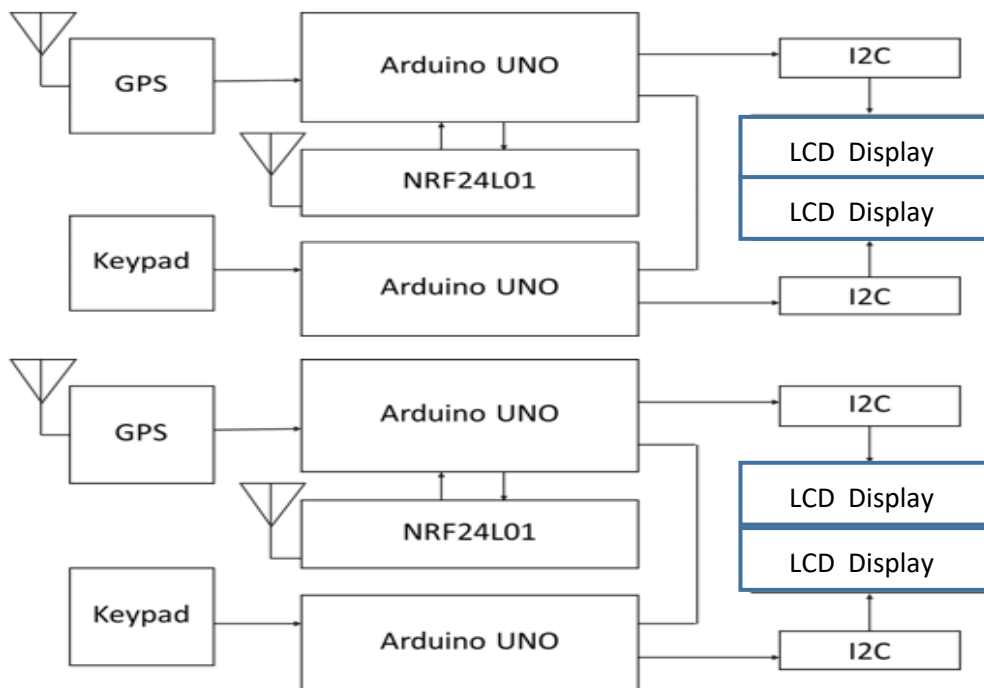 Arduino UNO
I2C
GPS
LCD Display
NRF24L01
LCD Display
Keypad
Arduino UNO
I2C
Arduino UNO
I2C
GPS
LCD Display
NRF24L01
LCD Display
Keypad
Arduino UNO
I2C